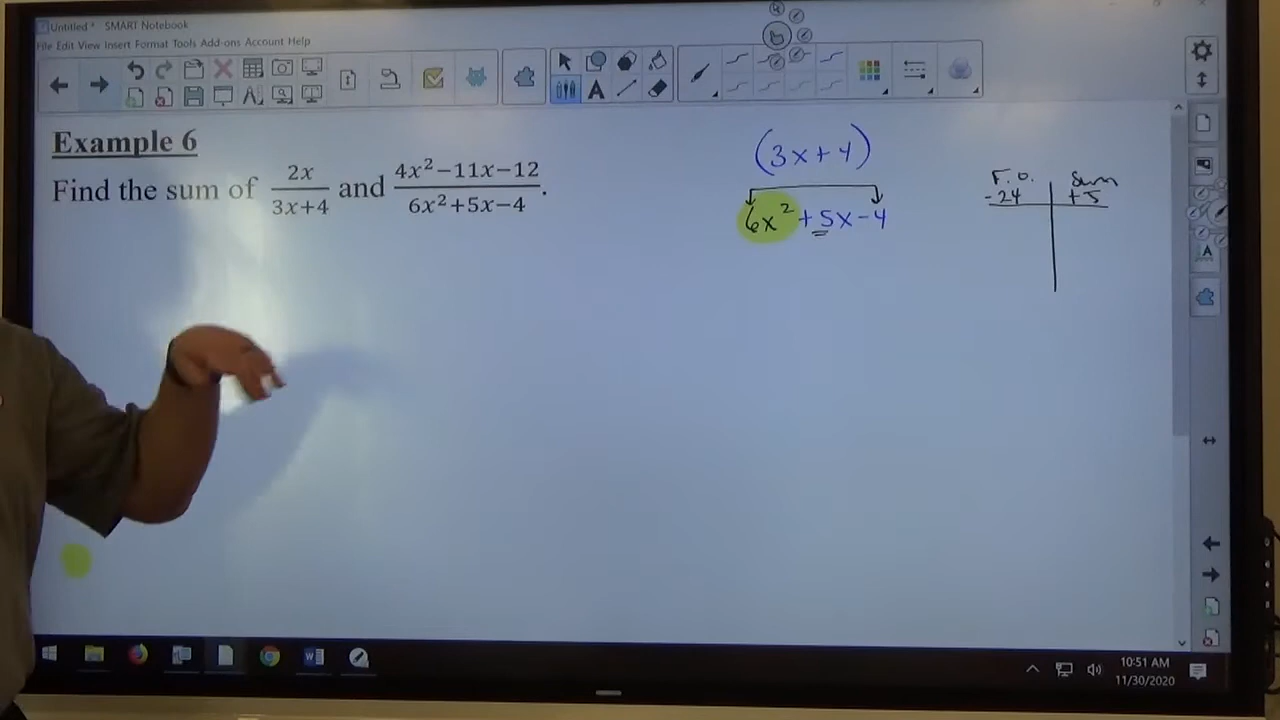 Untitled * SMART Notebook
File Edit View Insert Format Tools Add-ons Account Help
Example 6
Find the sum of 2x/3x+4 and 4x²−11x−12/6x²+5x−4.
(3x+4)
6x²+5x-4
F.O. Sum
-24 +5
10:51 AM
11/30/2020